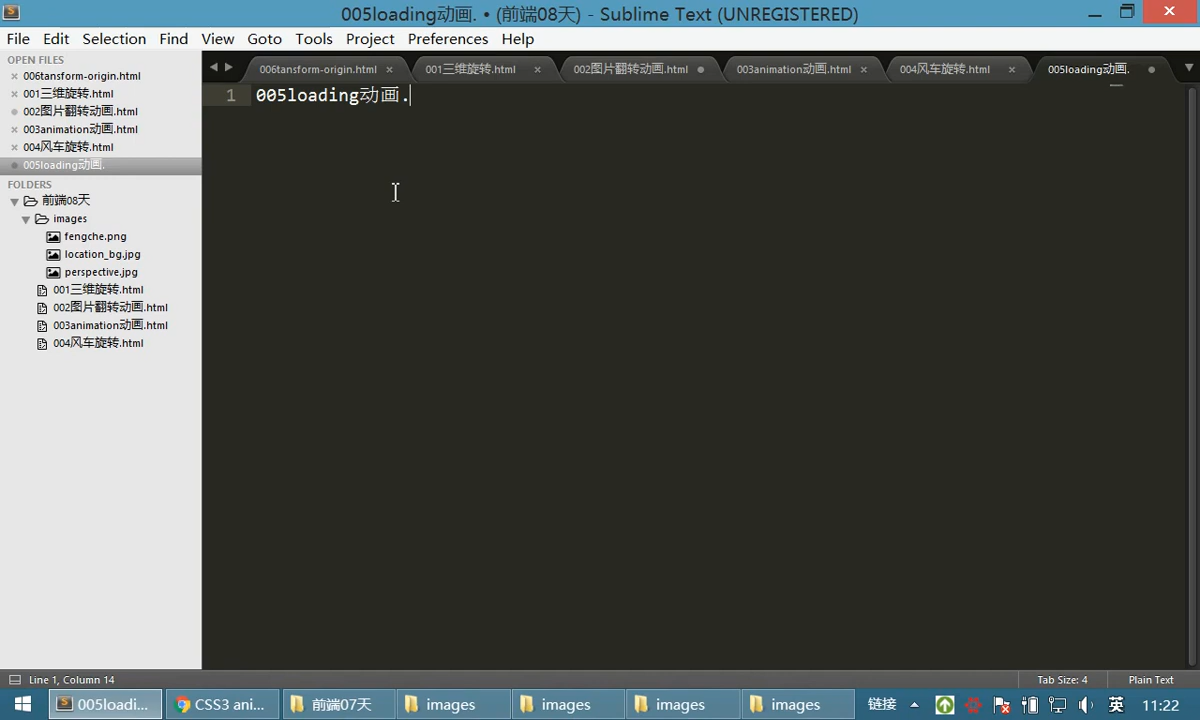 005loading动画. • (前端08天) - Sublime Text (UNREGISTERED)
File Edit Selection Find View Goto Tools Project Preferences Help
OPEN FILES
006tansform-origin.html
001三维旋转.html
002图片翻转动画.html
003animation动画.html
004风车旋转.html
005loading动画.
FOLDERS
前端08天
images
fengche.png
location_bg.jpg
perspective.jpg
001三维旋转.html
002图片翻转动画.html
003animation动画.html
004风车旋转.html
006tansform-origin.html 001三维旋转.html 002图片翻转动画.html 003animation动画.html 004风车旋转.html 005loading动画.
1 005loading动画.
Line 1, Column 14 Tab Size: 4 Plain Text
005loadi... CSS3 ani... 前端07天 images images images images 链接 英 11:22